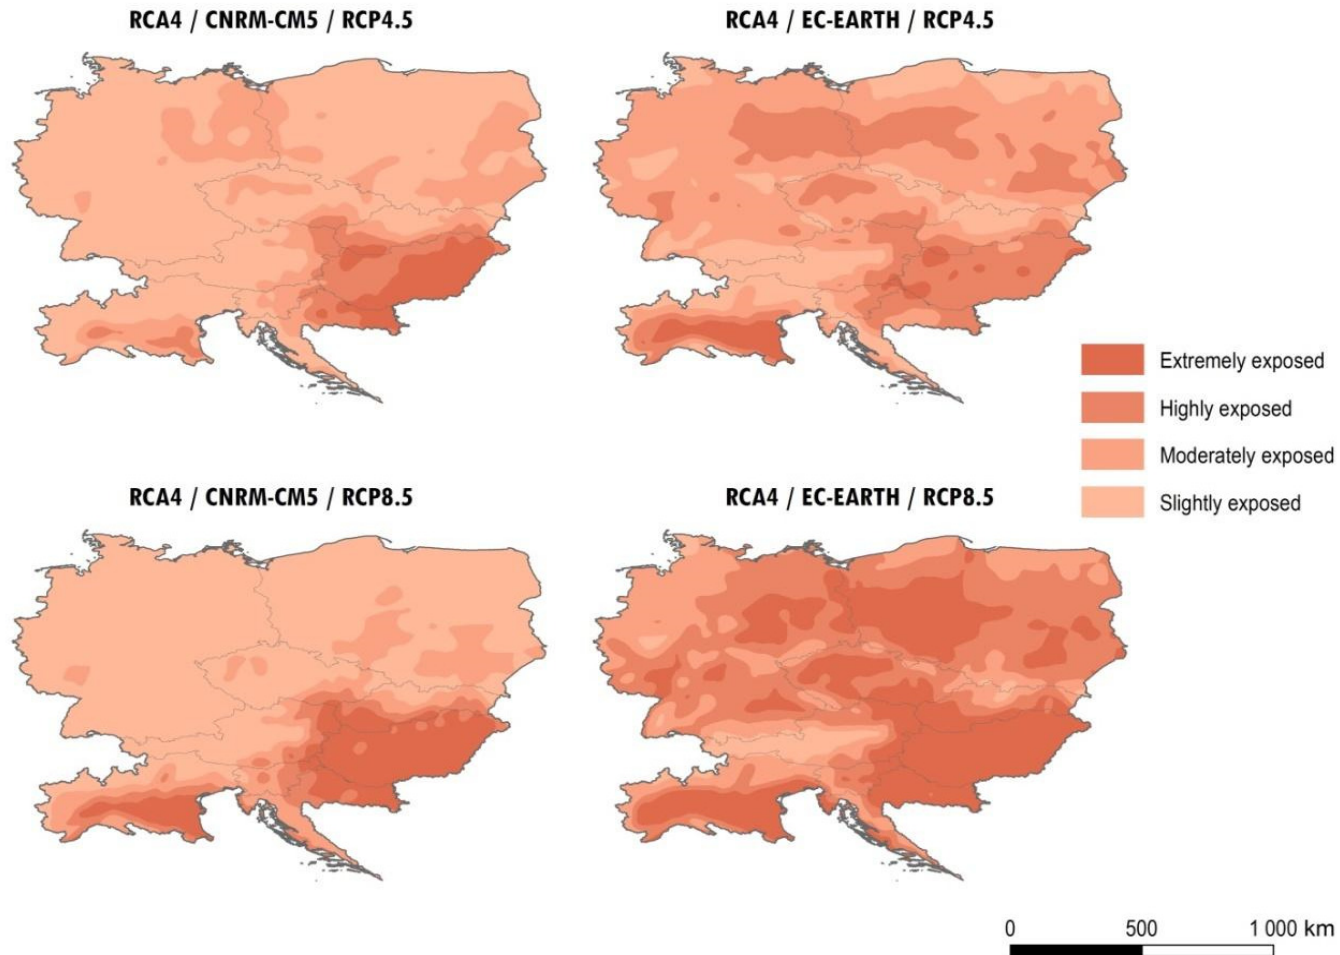 RCA4 / CNRM-CM5 / RCP4.5
RCA4 / EC-EARTH / RCP4.5
Extremely exposed
Highly exposed
Moderately exposed
Slightly exposed
RCA4 / CNRM-CM5 / RCP8.5
RCA4 / EC-EARTH / RCP8.5
0 500 1 000 km